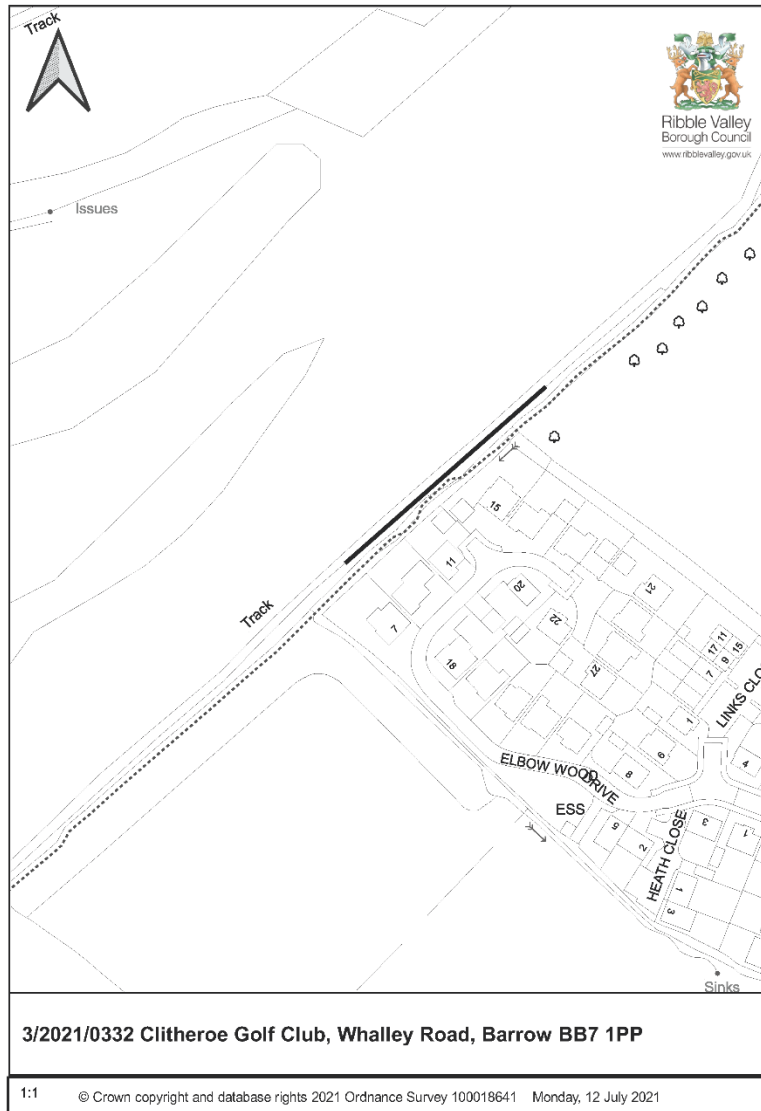 Track
Ribble Valley
Borough Council
www.ribblevalley.gov.uk
Issues
15
11
20
21
7
22
18
27
17 11
9 15
7
1
LINKS CLO
6
4
8
ELBOW WOOD DRIVE
ESS
5
2
3
1
HEATH CLOSE
1
3
Track
Sinks
3/2021/0332 Clitheroe Golf Club, Whalley Road, Barrow BB7 1PP
1:1 © Crown copyright and database rights 2021 Ordnance Survey 100018641 Monday, 12 July 2021